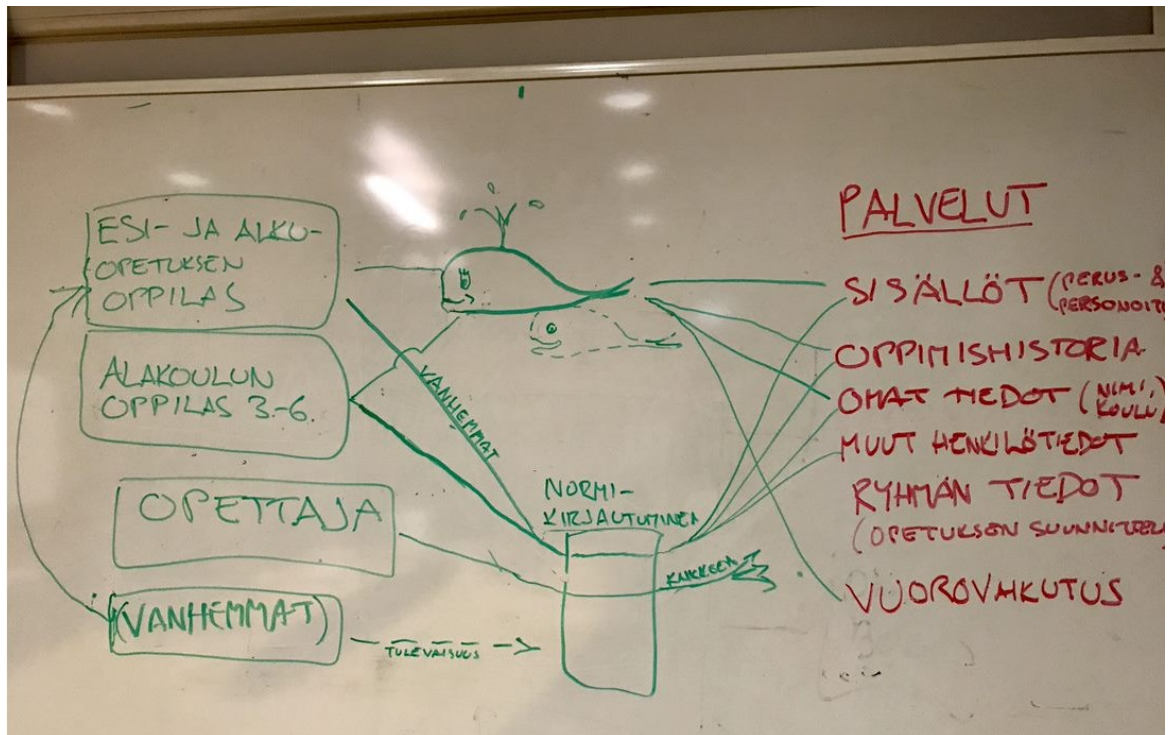 ESI- JA ALKU-
OPETUKSEN
OPPILAS
ALAKOULUN
OPPILAS 3-6.
OPETTAJA
(VANHEMMAT)
VANHEMMAT
TULEVAISUUS
NORMI-
KIRJAUTUMINEN
KAIKKEEN
PALVELUT
SISÄLLÖT (PERUS- &
PERSONOIT
OPPIMISHISTORIA
OMAT TIEDOT (NIMI,
KOULU)
MUUT HENKILÖTIEDOT
RYHMÄN TIEDOT
(OPETUKSEN SUUNNITTELU
VUOROVAIKUTUS